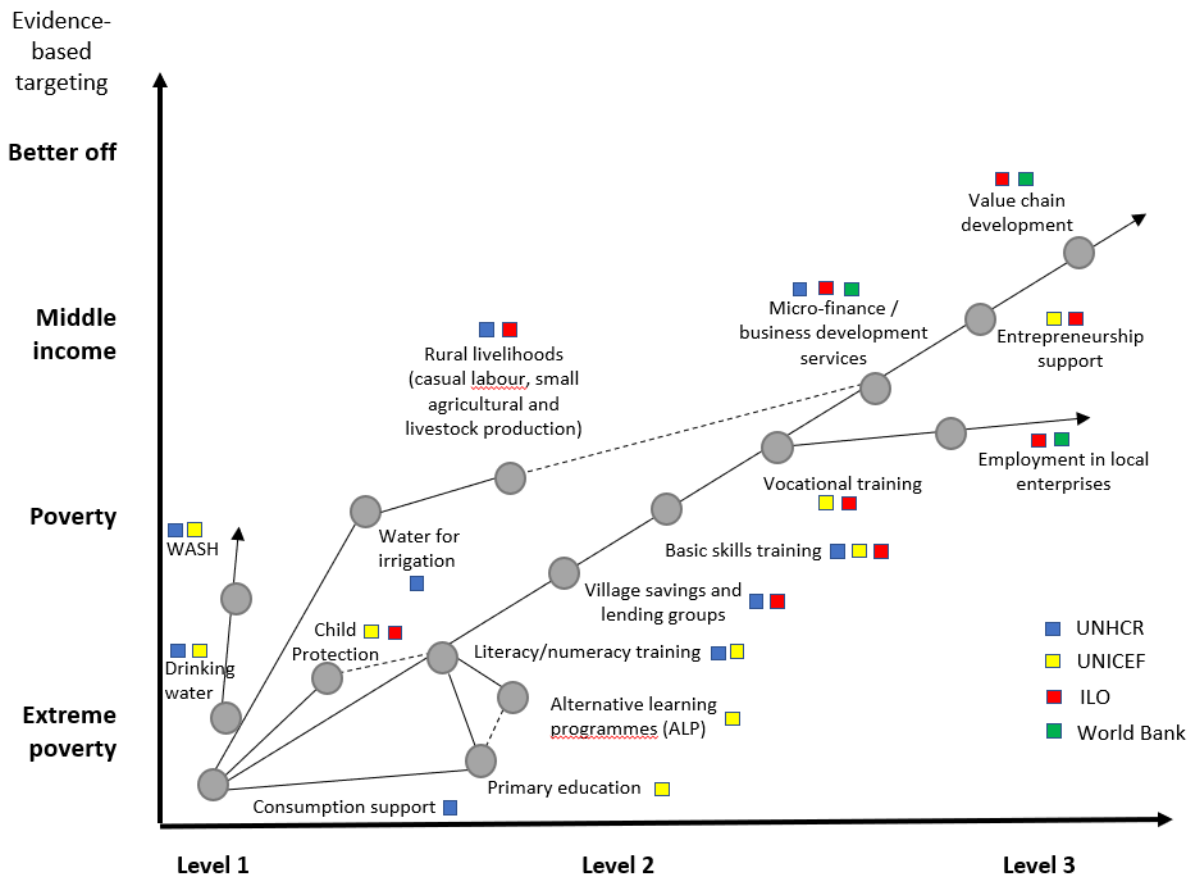 Evidence-
based
targeting
Better off
Value chain
development
Middle
income
Micro-finance /
business development
services
Entrepreneurship
support
Rural livelihoods
(casual labour, small
agricultural and
livestock production)
Employment in local
enterprises
Vocational training
Poverty
WASH
Water for
irrigation
Basic skills training
Village savings and
lending groups
Child
Protection
Literacy/numeracy training
Drinking
water
Alternative learning
programmes (ALP)
Extreme
poverty
Primary education
Consumption support
UNHCR
UNICEF
ILO
World Bank
Level 1
Level 2
Level 3